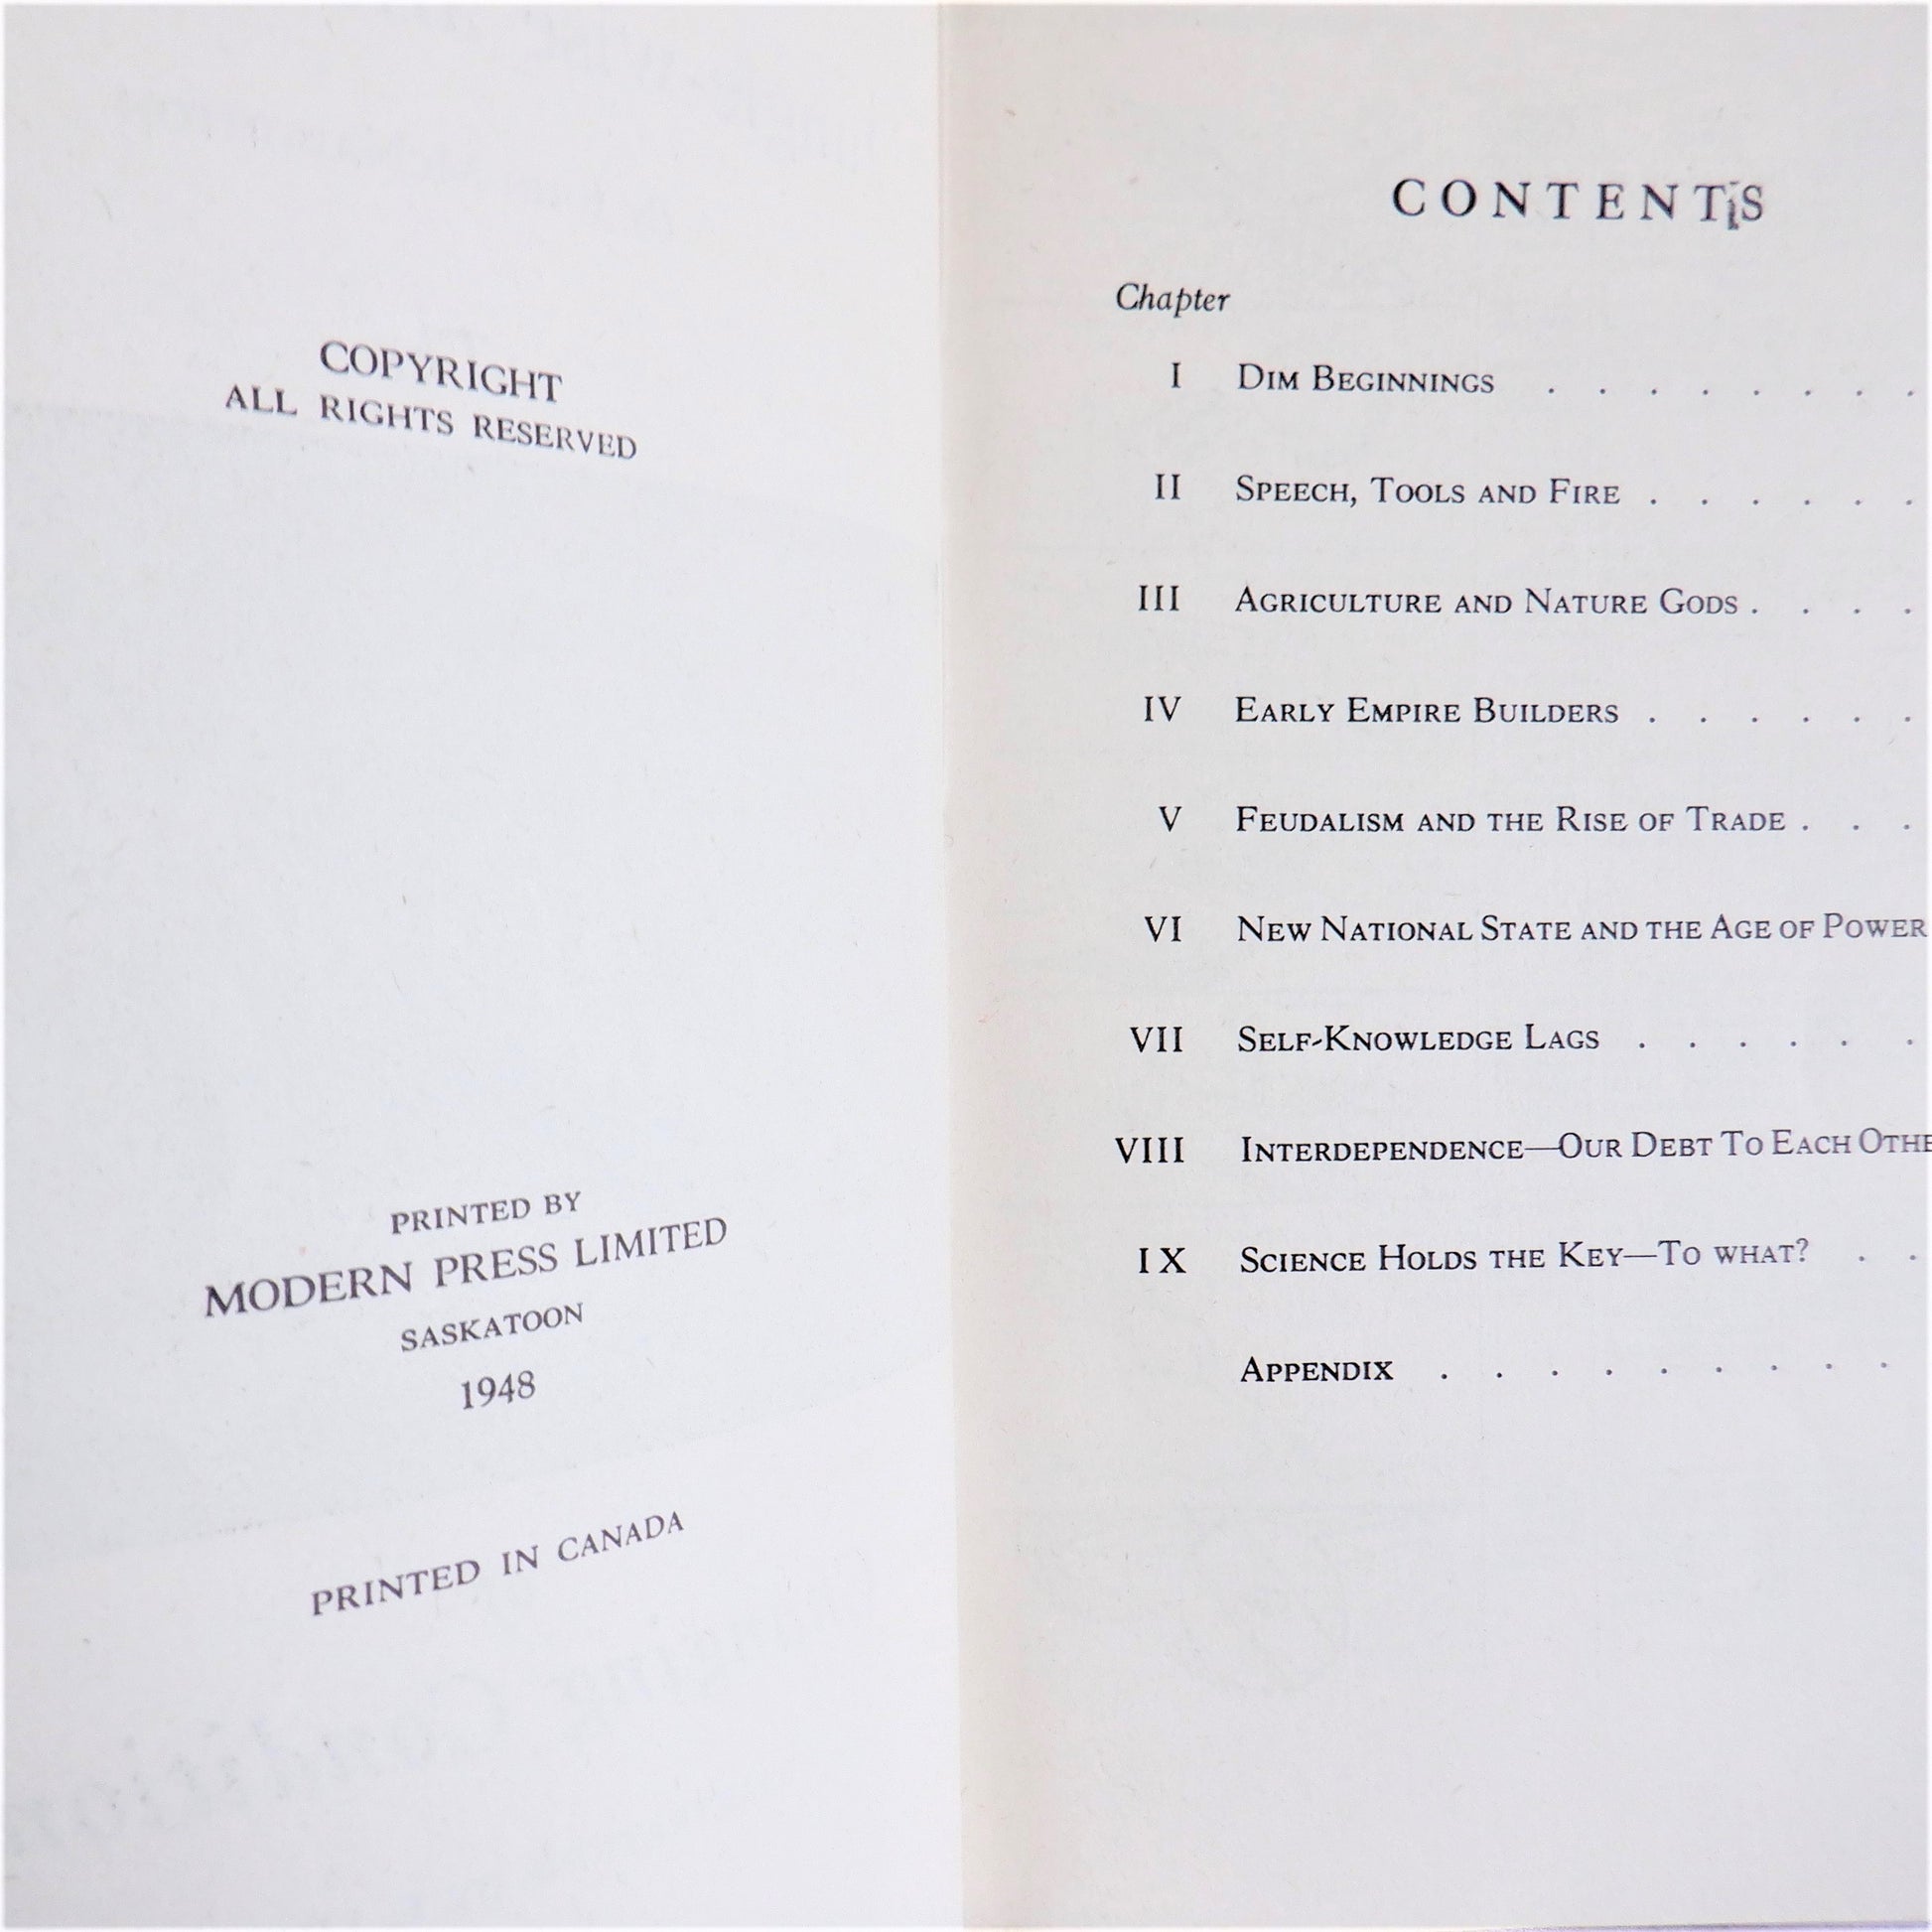 COPYRIGHT
ALL RIGHTS RESERVED
PRINTED BY
MODERN PRESS LIMITED
SASKATOON
1948
PRINTED IN CANADA
CONTENTS
Chapter
I DIM BEGINNINGS . . . . . . . .
II SPEECH, TOOLS AND FIRE . . . . . .
III AGRICULTURE AND NATURE GODS . . . .
IV EARLY EMPIRE BUILDERS . . . . . .
V FEUDALISM AND THE RISE OF TRADE . . .
VI NEW NATIONAL STATE AND THE AGE OF POWER
VII SELF-KNOWLEDGE LAGS . . . . . .
VIII INTERDEPENDENCE—OUR DEBT TO EACH OTHE
IX SCIENCE HOLDS THE KEY—TO WHAT? . .
APPENDIX . . . . . . . . .